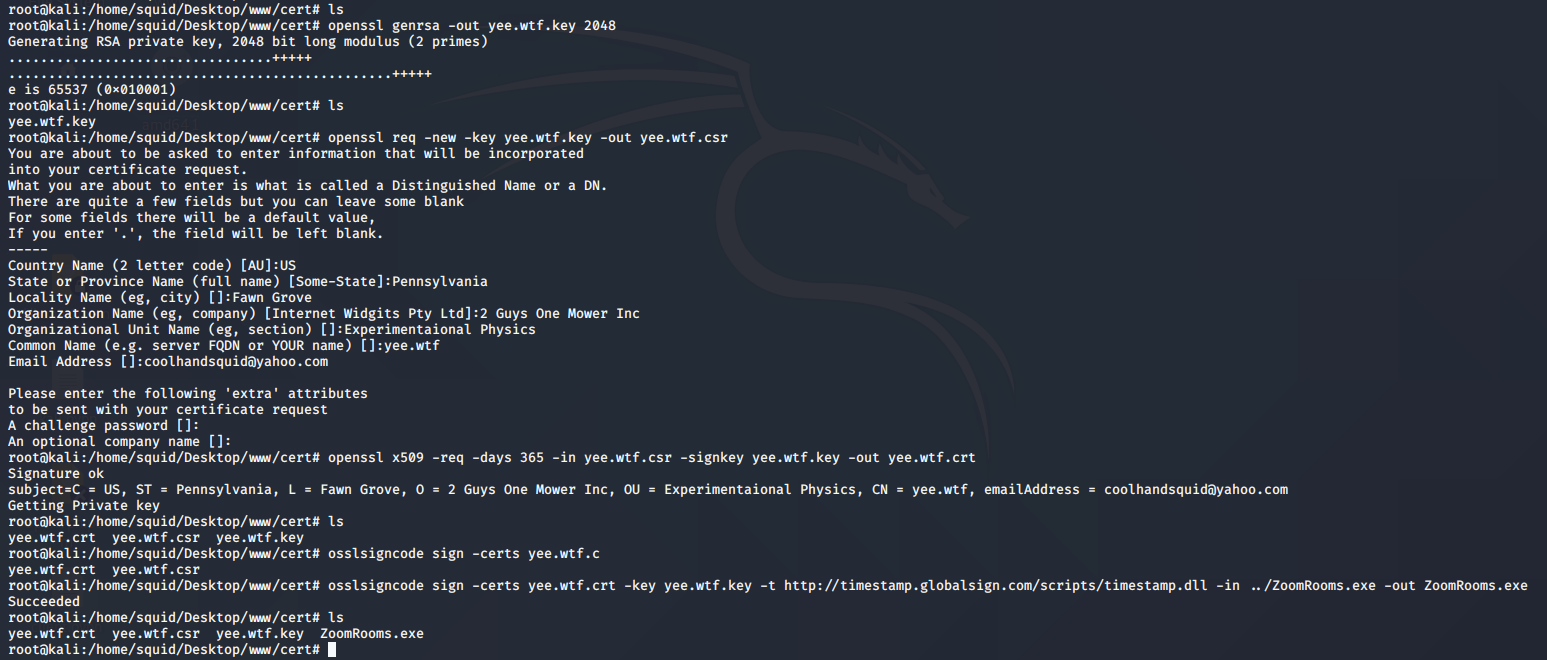 root@kali:/home/squid/Desktop/www/cert# ls
root@kali:/home/squid/Desktop/www/cert# openssl genrsa -out yee.wtf.key 2048
Generating RSA private key, 2048 bit long modulus (2 primes)
.................................+++++
................................................+++++
e is 65537 (0×010001)
root@kali:/home/squid/Desktop/www/cert# ls
yee.wtf.key
root@kali:/home/squid/Desktop/www/cert# openssl req -new -key yee.wtf.key -out yee.wtf.csr
You are about to be asked to enter information that will be incorporated
into your certificate request.
What you are about to enter is what is called a Distinguished Name or a DN.
There are quite a few fields but you can leave some blank
For some fields there will be a default value,
If you enter '.', the field will be left blank.
-----
Country Name (2 letter code) [AU]:US
State or Province Name (full name) [Some-State]:Pennsylvania
Locality Name (eg, city) []:Fawn Grove
Organization Name (eg, company) [Internet Widgits Pty Ltd]:2 Guys One Mower Inc
Organizational Unit Name (eg, section) []:Experimentaional Physics
Common Name (e.g. server FQDN or YOUR name) []:yee.wtf
Email Address []:coolhandsquid@yahoo.com
Please enter the following 'extra' attributes
to be sent with your certificate request
A challenge password []:
An optional company name []:
root@kali:/home/squid/Desktop/www/cert# openssl x509 -req -days 365 -in yee.wtf.csr -signkey yee.wtf.key -out yee.wtf.crt
Signature ok
subject=C = US, ST = Pennsylvania, L = Fawn Grove, O = 2 Guys One Mower Inc, OU = Experimentaional Physics, CN = yee.wtf, emailAddress = coolhandsquid@yahoo.com
Getting Private key
root@kali:/home/squid/Desktop/www/cert# ls
yee.wtf.crt  yee.wtf.csr  yee.wtf.key
root@kali:/home/squid/Desktop/www/cert# osslsigncode sign -certs yee.wtf.c
yee.wtf.crt  yee.wtf.csr
root@kali:/home/squid/Desktop/www/cert# osslsigncode sign -certs yee.wtf.crt -key yee.wtf.key -t http://timestamp.globalsign.com/scripts/timestamp.dll -in ../ZoomRooms.exe -out ZoomRooms.exe
Succeeded
root@kali:/home/squid/Desktop/www/cert# ls
yee.wtf.crt  yee.wtf.csr  yee.wtf.key  ZoomRooms.exe
root@kali:/home/squid/Desktop/www/cert#